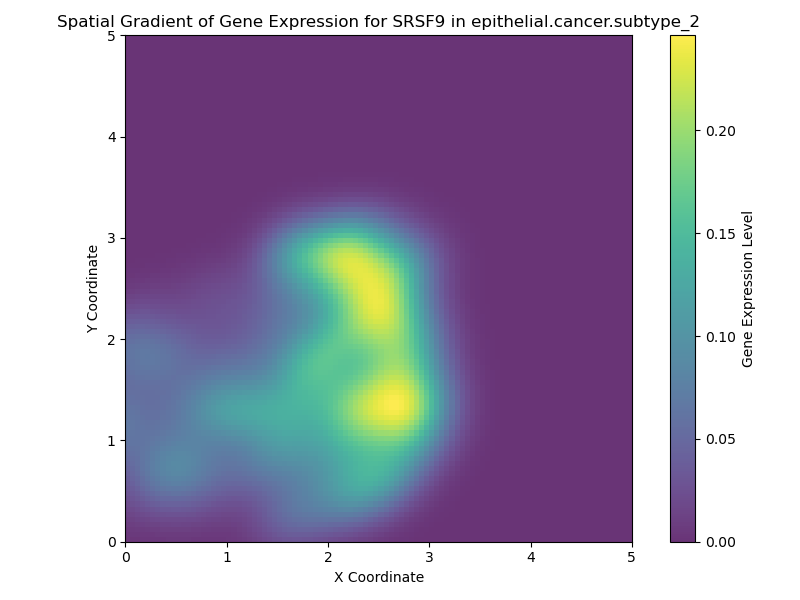 Spatial Gradient of Gene Expression for SRSF9 in epithelial.cancer.subtype_2
5
4
3
2
1
0
0 1 2 3 4 5
X Coordinate
Y Coordinate
0.20
0.15
0.10
0.05
0.00
Gene Expression Level